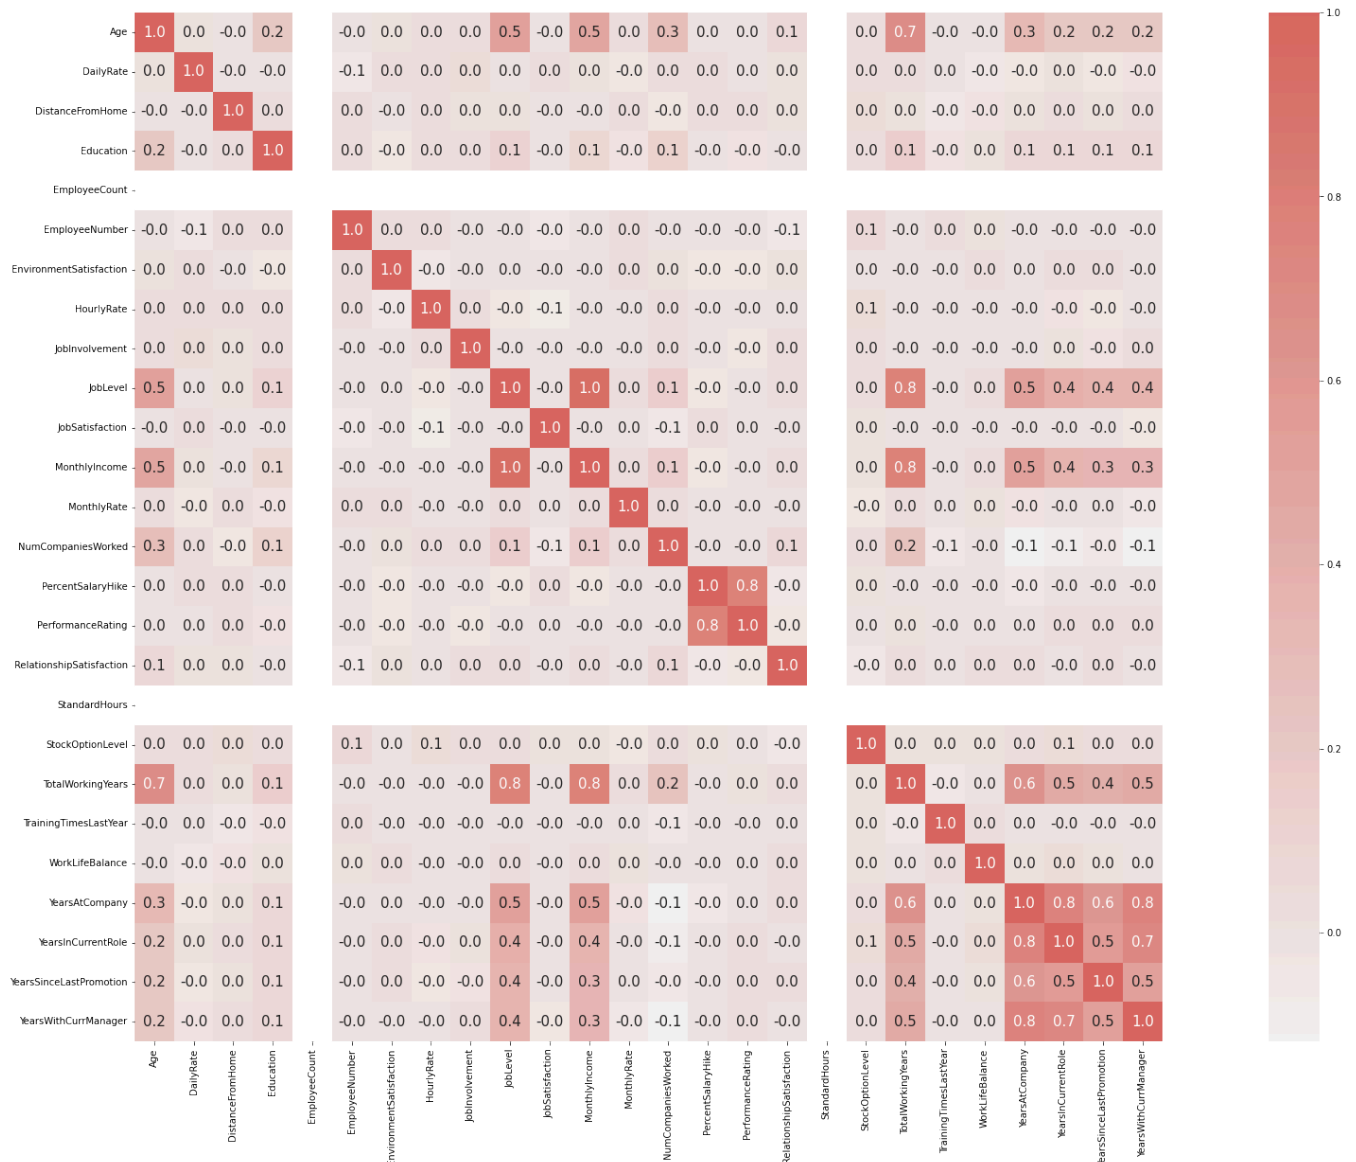 Age 1.0 0.0 -0.0 0.2 -0.0 0.0 0.0 0.0 0.5 -0.0 0.5 0.0 0.3 0.0 0.0 0.1 0.0 0.7 -0.0 -0.0 0.3 0.2 0.2 0.2
DailyRate 0.0 1.0 -0.0 -0.0 -0.1 0.0 0.0 0.0 0.0 0.0 0.0 -0.0 0.0 0.0 0.0 0.0 0.0 0.0 0.0 -0.0 -0.0 0.0 -0.0 -0.0
DistanceFromHome -0.0 -0.0 1.0 0.0 0.0 -0.0 0.0 0.0 0.0 -0.0 -0.0 0.0 -0.0 0.0 0.0 0.0 0.0 0.0 -0.0 -0.0 0.0 0.0 0.0 0.0
Education 0.2 -0.0 0.0 1.0 0.0 -0.0 0.0 0.0 0.1 -0.0 0.1 -0.0 0.1 -0.0 -0.0 -0.0 0.0 0.1 -0.0 0.0 0.1 0.1 0.1 0.1
EmployeeCount
EmployeeNumber -0.0 -0.1 0.0 0.0 1.0 0.0 0.0 -0.0 -0.0 -0.0 -0.0 0.0 -0.0 -0.0 -0.0 -0.1 0.1 -0.0 0.0 0.0 -0.0 -0.0 -0.0 -0.0
EnvironmentSatisfaction 0.0 0.0 -0.0 -0.0 0.0 1.0 -0.0 -0.0 0.0 -0.0 -0.0 0.0 0.0 -0.0 -0.0 0.0 0.0 -0.0 -0.0 0.0 0.0 0.0 0.0 -0.0
HourlyRate 0.0 0.0 0.0 0.0 0.0 -0.0 1.0 0.0 -0.0 -0.1 -0.0 -0.0 0.0 -0.0 -0.0 0.0 0.1 -0.0 -0.0 -0.0 -0.0 -0.0 -0.0 -0.0
JobInvolvement 0.0 0.0 0.0 0.0 -0.0 -0.0 0.0 1.0 -0.0 -0.0 -0.0 -0.0 0.0 -0.0 -0.0 0.0 0.0 -0.0 -0.0 -0.0 -0.0 0.0 -0.0 0.0
JobLevel 0.5 0.0 0.0 0.1 -0.0 0.0 -0.0 -0.0 1.0 -0.0 1.0 0.0 0.1 -0.0 -0.0 0.0 0.0 0.8 -0.0 0.0 0.5 0.4 0.4 0.4
JobSatisfaction -0.0 0.0 -0.0 -0.0 -0.0 -0.0 -0.1 -0.0 -0.0 1.0 -0.0 0.0 -0.1 0.0 0.0 -0.0 0.0 -0.0 -0.0 -0.0 -0.0 -0.0 -0.0 -0.0
MonthlyIncome 0.5 0.0 -0.0 0.1 -0.0 -0.0 -0.0 -0.0 1.0 -0.0 1.0 0.0 0.1 -0.0 -0.0 0.0 0.0 0.8 -0.0 0.0 0.5 0.4 0.3 0.3
MonthlyRate 0.0 -0.0 0.0 -0.0 0.0 0.0 -0.0 -0.0 0.0 0.0 0.0 1.0 0.0 -0.0 -0.0 -0.0 -0.0 0.0 0.0 0.0 -0.0 -0.0 0.0 -0.0
NumCompaniesWorked 0.3 0.0 -0.0 0.1 -0.0 0.0 0.0 0.0 0.1 -0.1 0.1 0.0 1.0 -0.0 -0.0 0.1 0.0 0.2 -0.1 -0.0 -0.1 -0.1 -0.0 -0.1
PercentSalaryHike 0.0 0.0 0.0 -0.0 -0.0 -0.0 -0.0 -0.0 -0.0 0.0 -0.0 -0.0 -0.0 1.0 0.8 -0.0 0.0 -0.0 -0.0 -0.0 -0.0 -0.0 -0.0 -0.0
PerformanceRating 0.0 0.0 0.0 -0.0 -0.0 -0.0 -0.0 -0.0 -0.0 0.0 -0.0 -0.0 -0.0 0.8 1.0 -0.0 0.0 0.0 -0.0 0.0 0.0 0.0 0.0 0.0
RelationshipSatisfaction 0.1 0.0 0.0 -0.0 -0.1 0.0 0.0 0.0 0.0 -0.0 0.0 -0.0 0.1 -0.0 -0.0 1.0 -0.0 0.0 0.0 0.0 0.0 -0.0 0.0 -0.0
StandardHours
StockOptionLevel 0.0 0.0 0.0 0.0 0.1 0.0 0.1 0.0 0.0 0.0 0.0 -0.0 0.0 0.0 0.0 -0.0 1.0 0.0 0.0 0.0 0.0 0.1 0.0 0.0
TotalWorkingYears 0.7 0.0 0.0 0.1 -0.0 -0.0 -0.0 -0.0 0.8 -0.0 0.8 0.0 0.2 -0.0 0.0 0.0 0.0 1.0 -0.0 0.0 0.6 0.5 0.4 0.5
TrainingTimesLastYear -0.0 0.0 -0.0 -0.0 0.0 -0.0 -0.0 -0.0 -0.0 -0.0 -0.0 0.0 -0.1 -0.0 -0.0 0.0 0.0 -0.0 1.0 0.0 0.0 -0.0 -0.0 -0.0
WorkLifeBalance -0.0 -0.0 -0.0 0.0 0.0 0.0 -0.0 -0.0 0.0 -0.0 0.0 0.0 -0.0 -0.0 0.0 0.0 0.0 0.0 0.0 1.0 0.0 0.0 0.0 0.0
YearsAtCompany 0.3 -0.0 0.0 0.1 -0.0 0.0 -0.0 -0.0 0.5 -0.0 0.5 -0.0 -0.1 -0.0 0.0 0.0 0.0 0.6 0.0 0.0 1.0 0.8 0.6 0.8
YearsInCurrentRole 0.2 0.0 0.0 0.1 -0.0 0.0 -0.0 0.0 0.4 -0.0 0.4 -0.0 -0.1 -0.0 0.0 -0.0 0.1 0.5 -0.0 0.0 0.8 1.0 0.5 0.7
YearsSinceLastPromotion 0.2 -0.0 0.0 0.1 -0.0 0.0 -0.0 -0.0 0.4 -0.0 0.3 0.0 -0.0 -0.0 0.0 0.0 0.0 0.4 -0.0 0.0 0.6 0.5 1.0 0.5
YearsWithCurrManager 0.2 -0.0 0.0 0.1 -0.0 -0.0 -0.0 0.0 0.4 -0.0 0.3 -0.0 -0.1 -0.0 0.0 -0.0 0.0 0.5 -0.0 0.0 0.8 0.7 0.5 1.0
Age
DailyRate
DistanceFromHome
Education
EmployeeCount
EmployeeNumber
nvironmentSatisfaction
HourlyRate
JobInvolvement
JobLevel
JobSatisfaction
MonthlyIncome
MonthlyRate
NumCompaniesWorked
PercentSalaryHike
PerformanceRating
RelationshipSatisfaction
StandardHours
StockOptionLevel
TotalWorkingYears
TrainingTimesLastYear
WorkLifeBalance
YearsAtCompany
YearsInCurrentRole
YearsSinceLastPromotion
YearsWithCurrManager
1.0
0.8
0.6
0.4
0.2
0.0